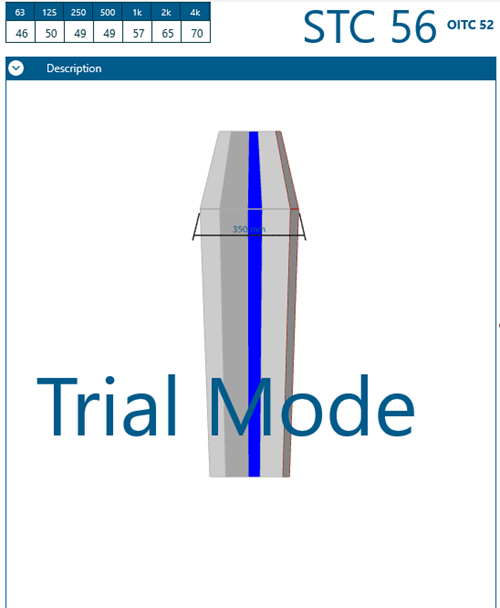 63 125 250 500 1k 2k 4k
46 50 49 49 57 65 70
STC 56 OITC 52
Description
350 mm
Trial Mode